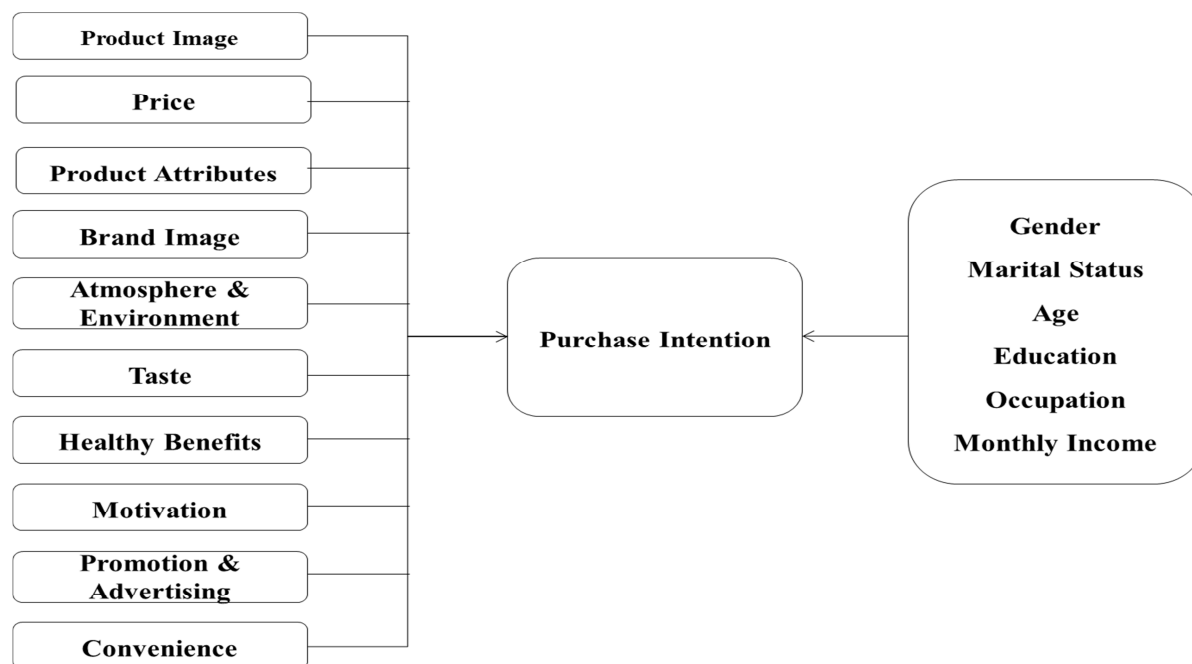 Product Image
Price
Product Attributes
Brand Image
Atmosphere &
Environment
Taste
Healthy Benefits
Motivation
Promotion &
Advertising
Convenience
Purchase Intention
Gender
Marital Status
Age
Education
Occupation
Monthly Income